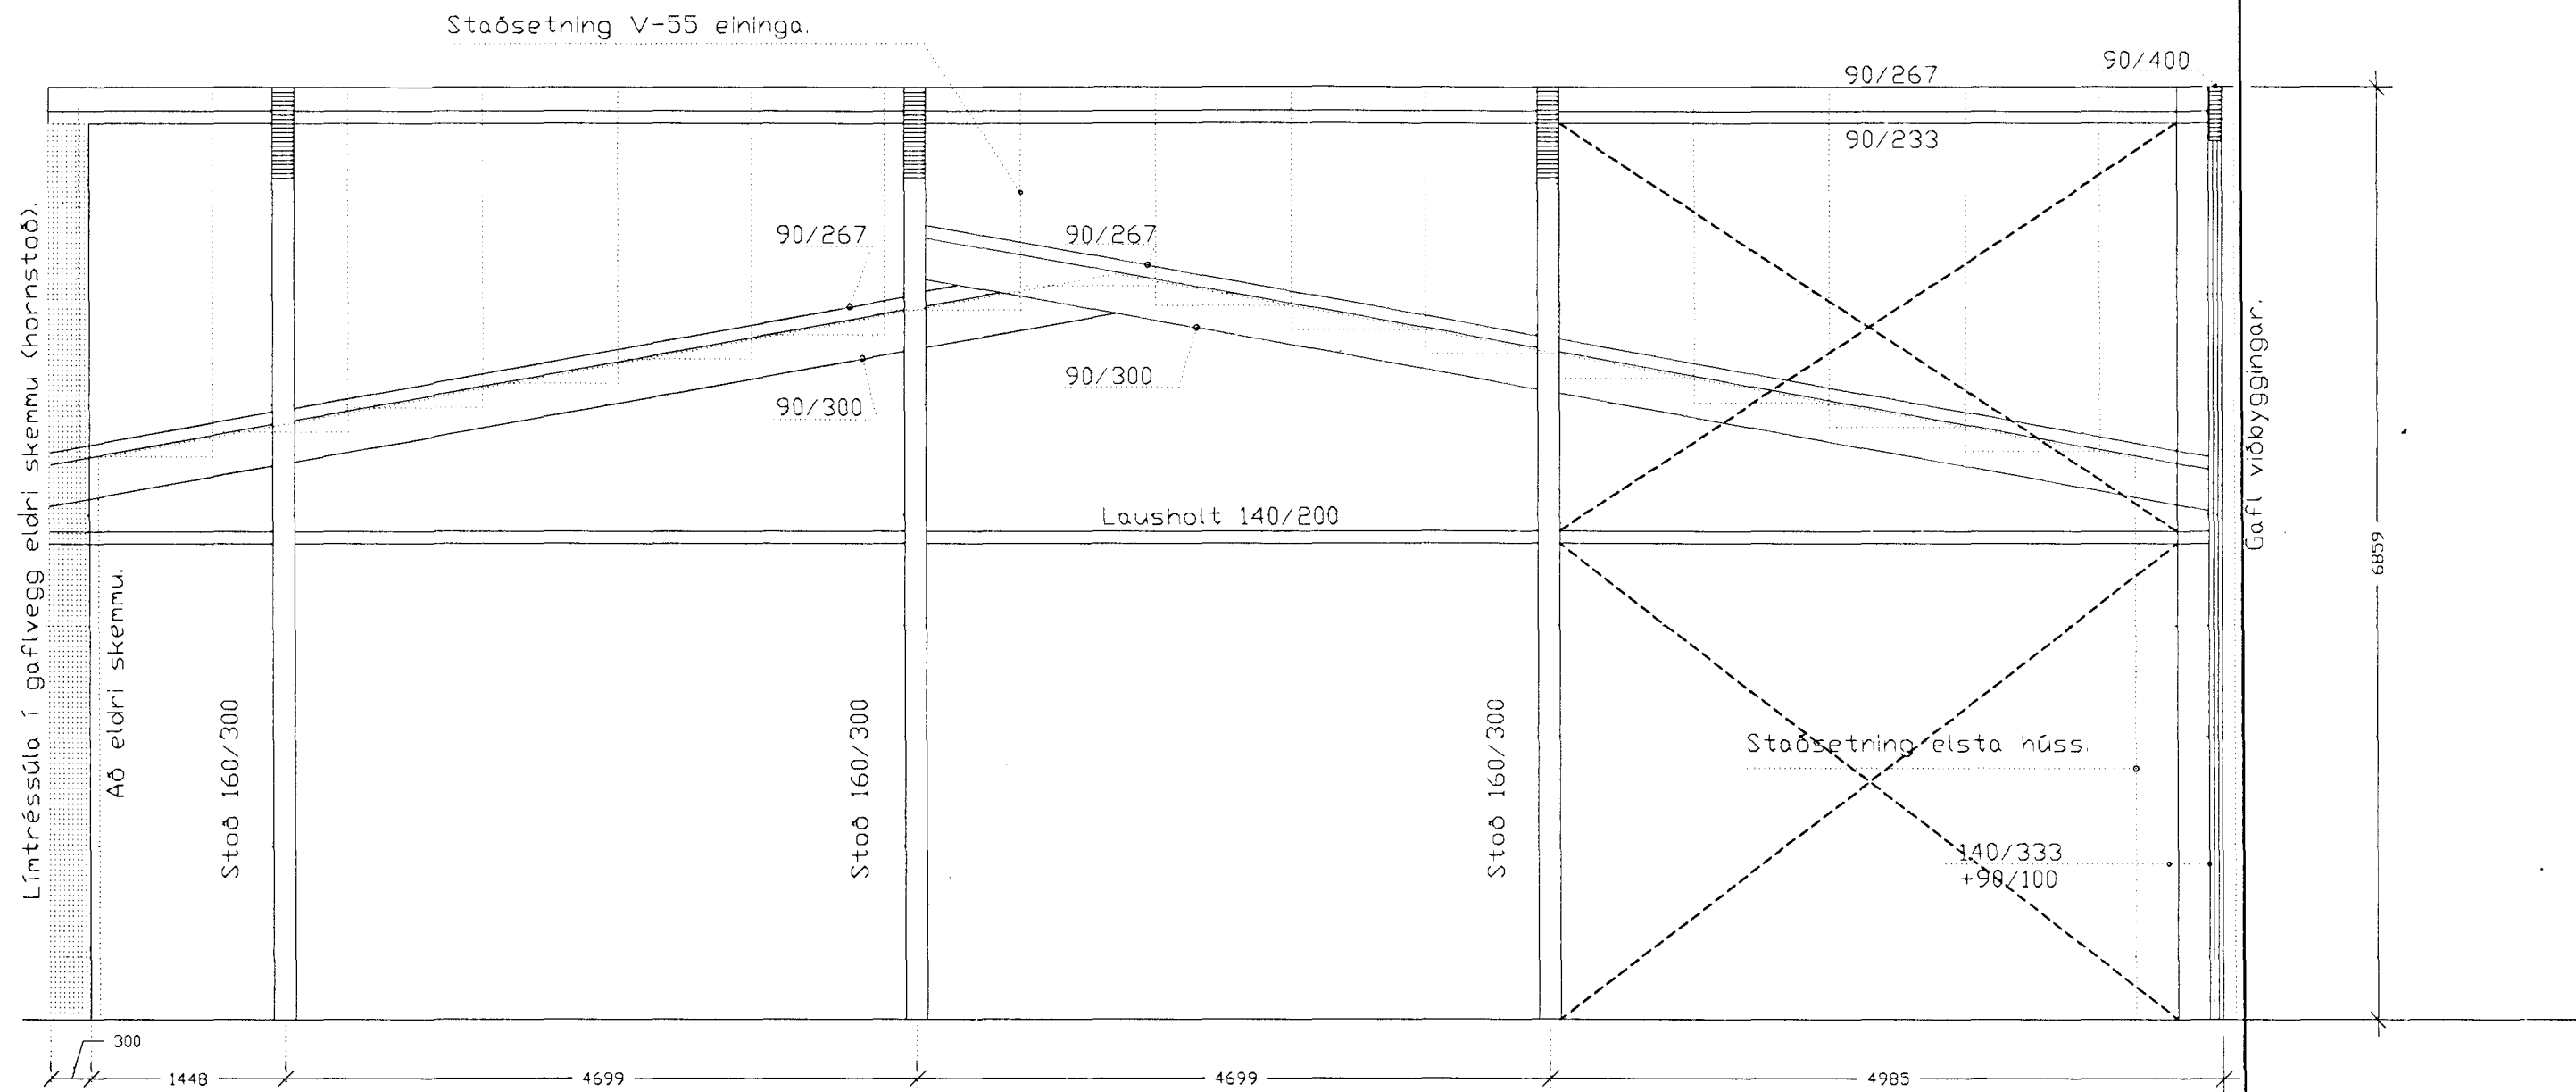 Staðsetning V-55 eininga.
90/400
90/267
90/233
90/267
90/267
90/300
90/300
Lausholt 140/200
Límtréssúla í gaflvegg eldri skemmu (hornstoð).
Að eldri skemmu.
Stoð 160/300
Stoð 160/300
Stoð 160/300
Staðsetning elsta húss.
140/333
+90/100
Gafl viðbyggingar.
6859
300
1448
4699
4699
4985